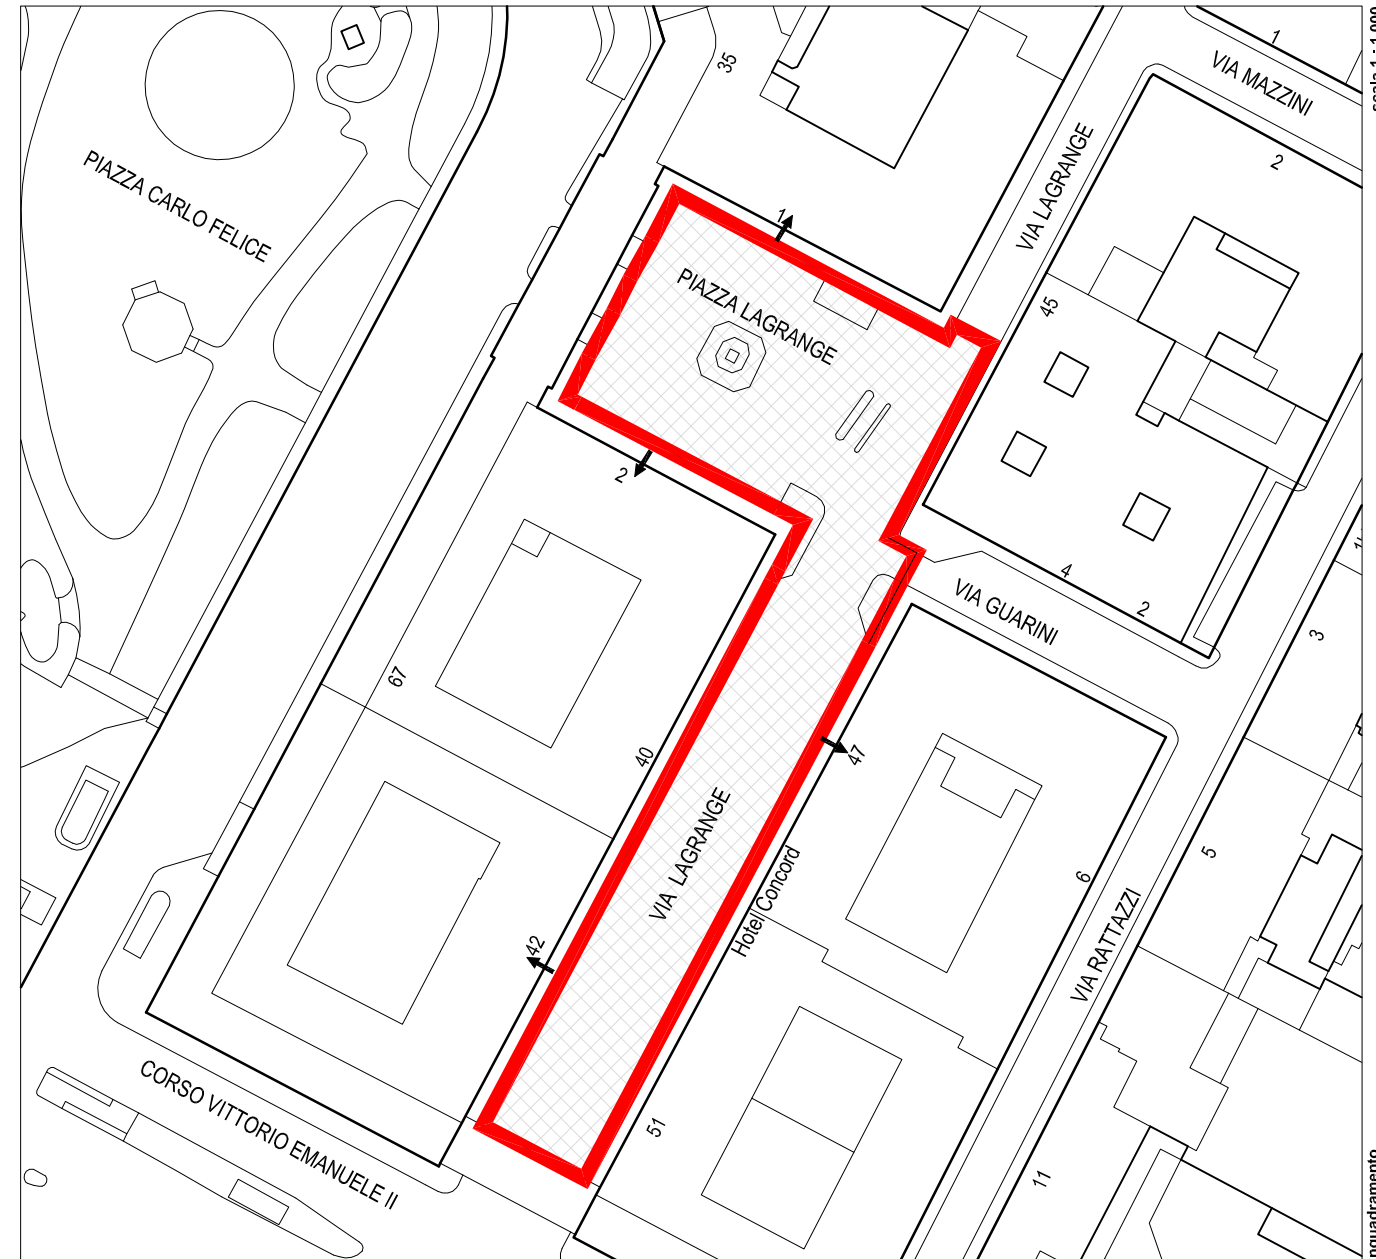 1
VIA MAZZINI
35
2
PIAZZA CARLO FELICE
VIA LAGRANGE
1
PIAZZA LAGRANGE
45
2
4
2
VIA GUARINI
3
67
40
47
VIA LAGRANGE
5
Hotel Concord
6
VIA RATTAZZI
42
CORSO VITTORIO EMANUELE II
51
11